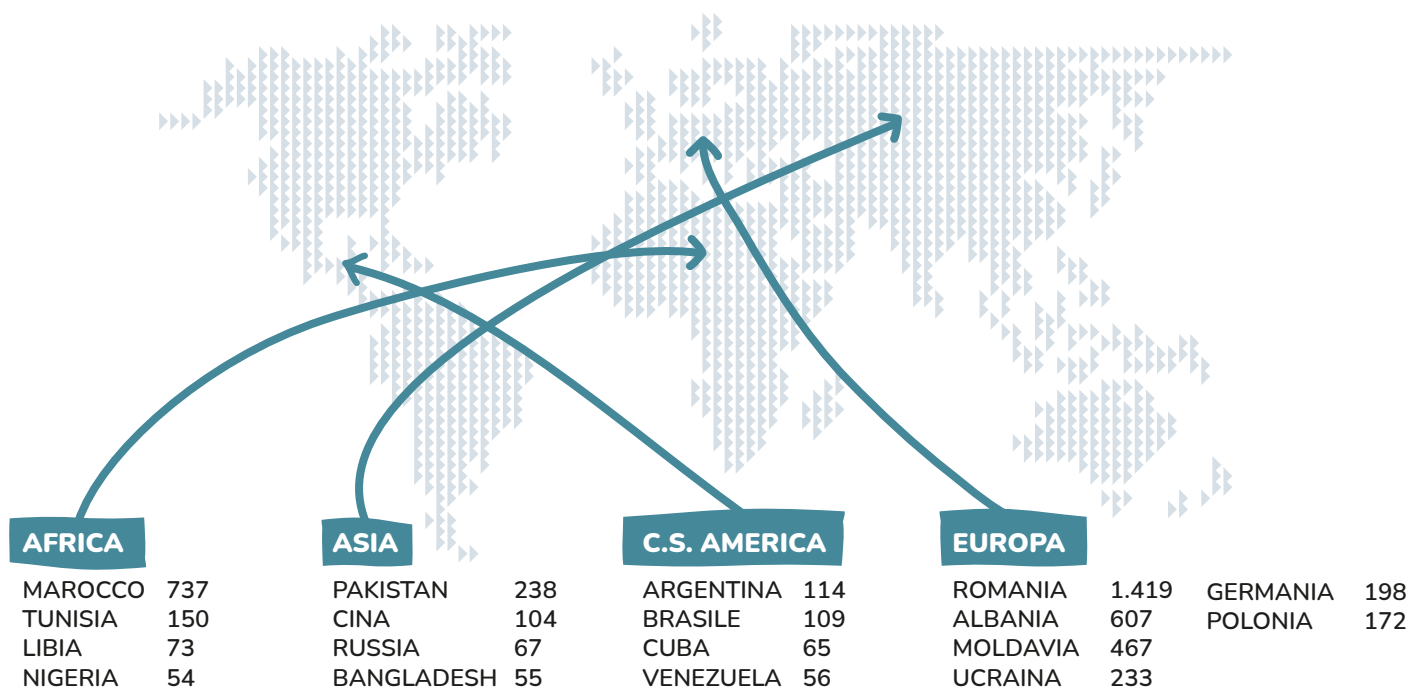 AFRICA
MAROCCO 737
TUNISIA 150
LIBIA 73
NIGERIA 54
ASIA
PAKISTAN 238
CINA 104
RUSSIA 67
BANGLADESH 55
C.S. AMERICA
ARGENTINA 114
BRASILE 109
CUBA 65
VENEZUELA 56
EUROPA
ROMANIA 1.419
ALBANIA 607
MOLDAVIA 467
UCRAINA 233
GERMANIA 198
POLONIA 172